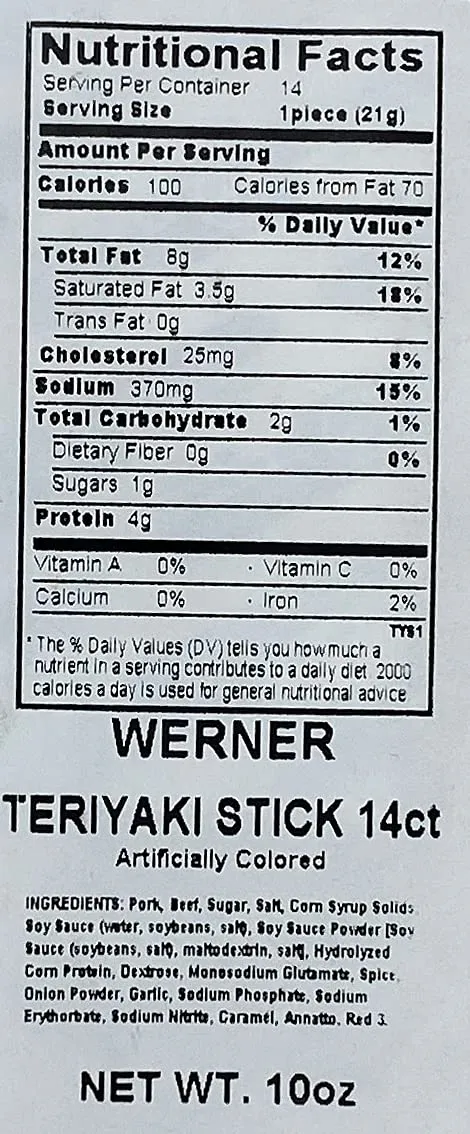 Nutritional Facts
Serving Per Container 14
Serving Size 1piece (21g)
Amount Per Serving
Calories 100 Calories from Fat 70
% Daily Value*
Total Fat 8g 12%
Saturated Fat 3.5g 18%
Trans Fat 0g
Cholesterol 25mg 8%
Sodium 370mg 15%
Total Carbohydrate 2g 1%
Dietary Fiber 0g 0%
Sugars 1g
Protein 4g
Vitamin A 0% · Vitamin C 0%
Calcium 0% · Iron 2%
TYS1
* The % Daily Values (DV) tells you how much a
nutrient in a serving contributes to a daily diet. 2000
calories a day is used for general nutritional advice
WERNER
TERIYAKI STICK 14ct
Artificially Colored
INGREDIENTS: Pork, Beef, Sugar, Salt, Corn Syrup Solids
Soy Sauce (water, soybeans, salt), Soy Sauce Powder [Soy
Sauce (soybeans, salt), maltodextrin, salt], Hydrolyzed
Corn Protein, Dextrose, Monosodium Glutamate, Spice,
Onion Powder, Garlic, Sodium Phosphate, Sodium
Erythorbate, Sodium Nitrite, Caramel, Annatto, Red 3.
NET WT. 10oz